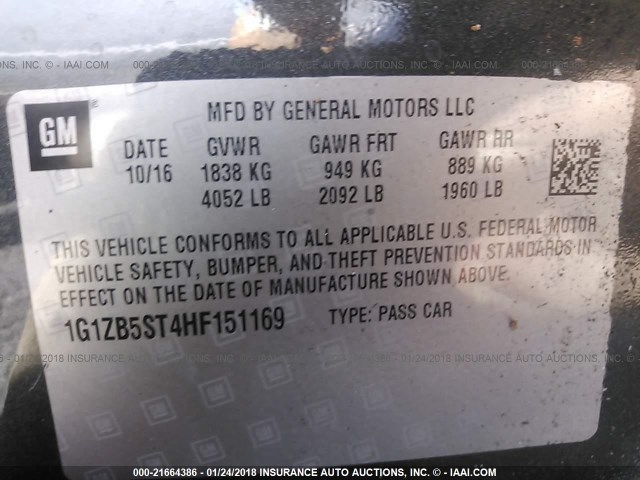 GM
MFD BY GENERAL MOTORS LLC
DATE GVWR GAWR FRT GAWR RR
10/16 1838 KG 949 KG 889 KG
4052 LB 2092 LB 1960 LB
THIS VEHICLE CONFORMS TO ALL APPLICABLE U.S. FEDERAL MOTOR
VEHICLE SAFETY, BUMPER, AND THEFT PREVENTION STANDARDS IN
EFFECT ON THE DATE OF MANUFACTURE SHOWN ABOVE.
1G1ZB5ST4HF151169 TYPE: PASS CAR
000-21664386 - 01/24/2018 INSURANCE AUTO AUCTIONS, INC. © - IAAI.COM